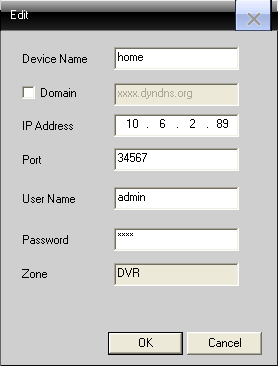 Edit
Device Name home
Domain xxxx.dyndns.org
IP Address 10 . 6 . 2 . 89
Port 34567
User Name admin
Password ****
Zone DVR
OK Cancel